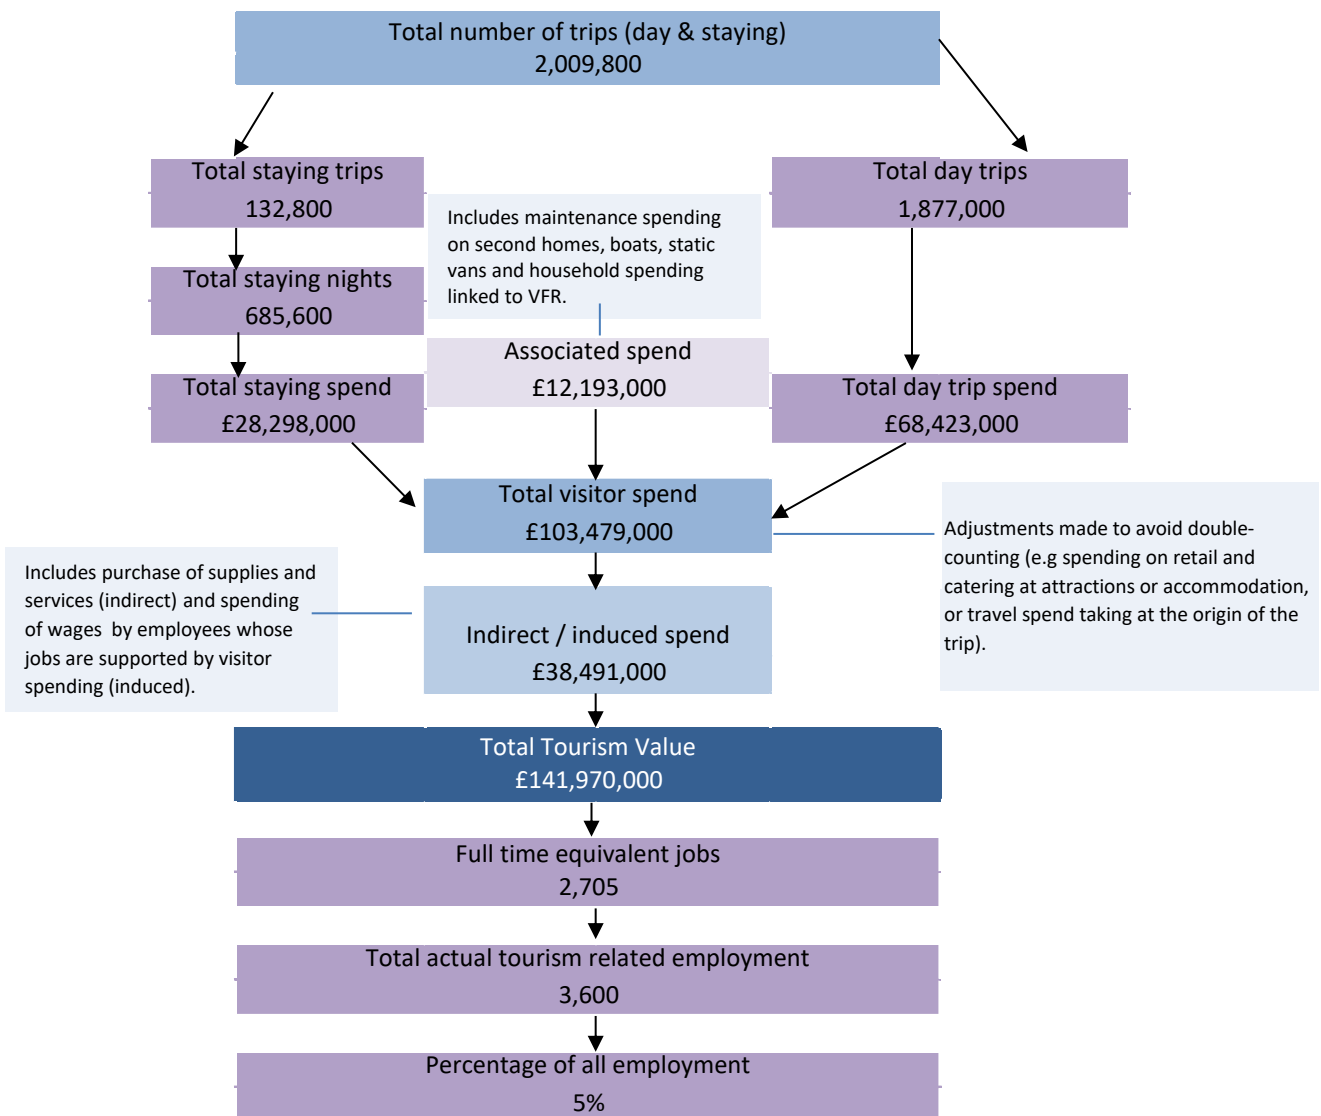 Total number of trips (day & staying)
2,009,800
Total staying trips
132,800
Total day trips
1,877,000
Includes maintenance spending
on second homes, boats, static
vans and household spending
linked to VFR.
Total staying nights
685,600
Associated spend
£12,193,000
Total staying spend
£28,298,000
Total day trip spend
£68,423,000
Total visitor spend
£103,479,000
Adjustments made to avoid double-
counting (e.g spending on retail and
catering at attractions or accommodation,
or travel spend taking at the origin of the
trip).
Includes purchase of supplies and
services (indirect) and spending
of wages by employees whose
jobs are supported by visitor
spending (induced).
Indirect / induced spend
£38,491,000
Total Tourism Value
£141,970,000
Full time equivalent jobs
2,705
Total actual tourism related employment
3,600
Percentage of all employment
5%